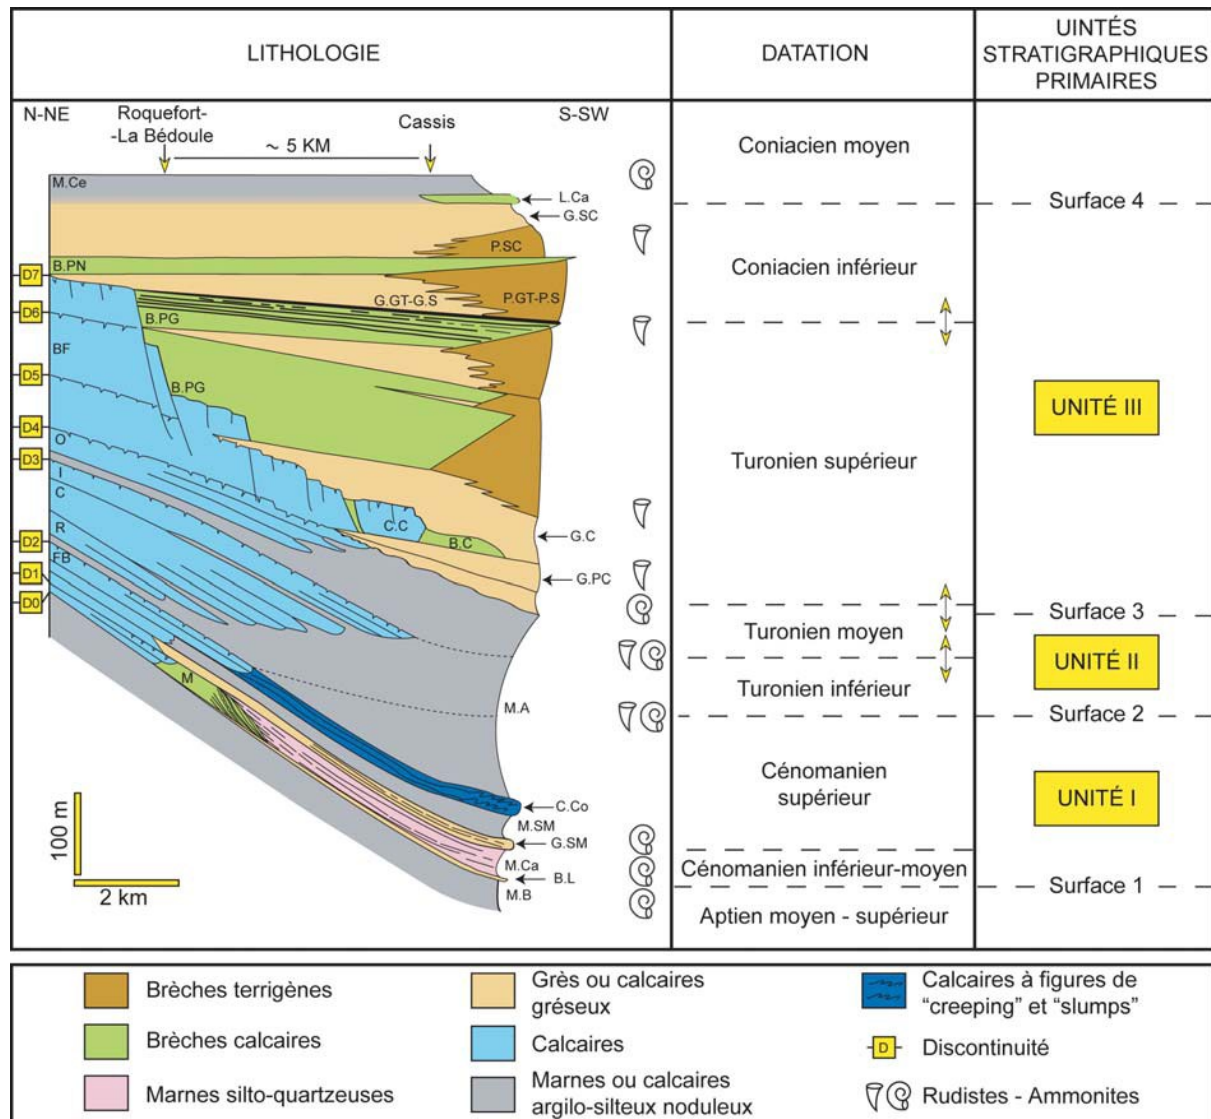 LITHOLOGIE
DATATION
UINTÉS
STRATIGRAPHIQUES
PRIMAIRES
N-NE
Roquefort-
-La Bédoule
~ 5 KM
Cassis
S-SW
M.Ce
L.Ca
G.SC
P.SC
B.PN
D7
G.GT-G.S
P.GT-P.S
D6
B.PG
BF
D5
B.PG
D4
O
D3
I
C
C.C
B.C
G.C
R
D2
G.PC
FB
D1
D0
M
M.A
C.Co
M.SM
G.SM
M.Ca
B.L
M.B
100 m
2 km
Coniacien moyen
Coniacien inférieur
Turonien supérieur
Turonien moyen
Turonien inférieur
Cénomanien
supérieur
Cénomanien inférieur-moyen
Aptien moyen - supérieur
Surface 4
UNITÉ III
Surface 3
UNITÉ II
Surface 2
UNITÉ I
Surface 1
Brèches terrigènes
Brèches calcaires
Marnes silto-quartzeuses
Grès ou calcaires
gréseux
Calcaires
Marnes ou calcaires
argilo-silteux noduleux
Calcaires à figures de
"creeping" et "slumps"
D
Discontinuité
Rudistes - Ammonites